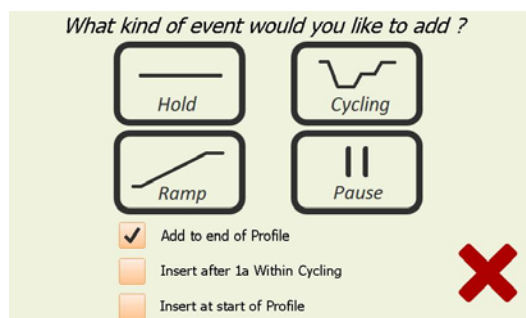 What kind of event would you like to add ?
Hold
Cycling
Ramp
Pause
Add to end of Profile
Insert after 1a Within Cycling
Insert at start of Profile